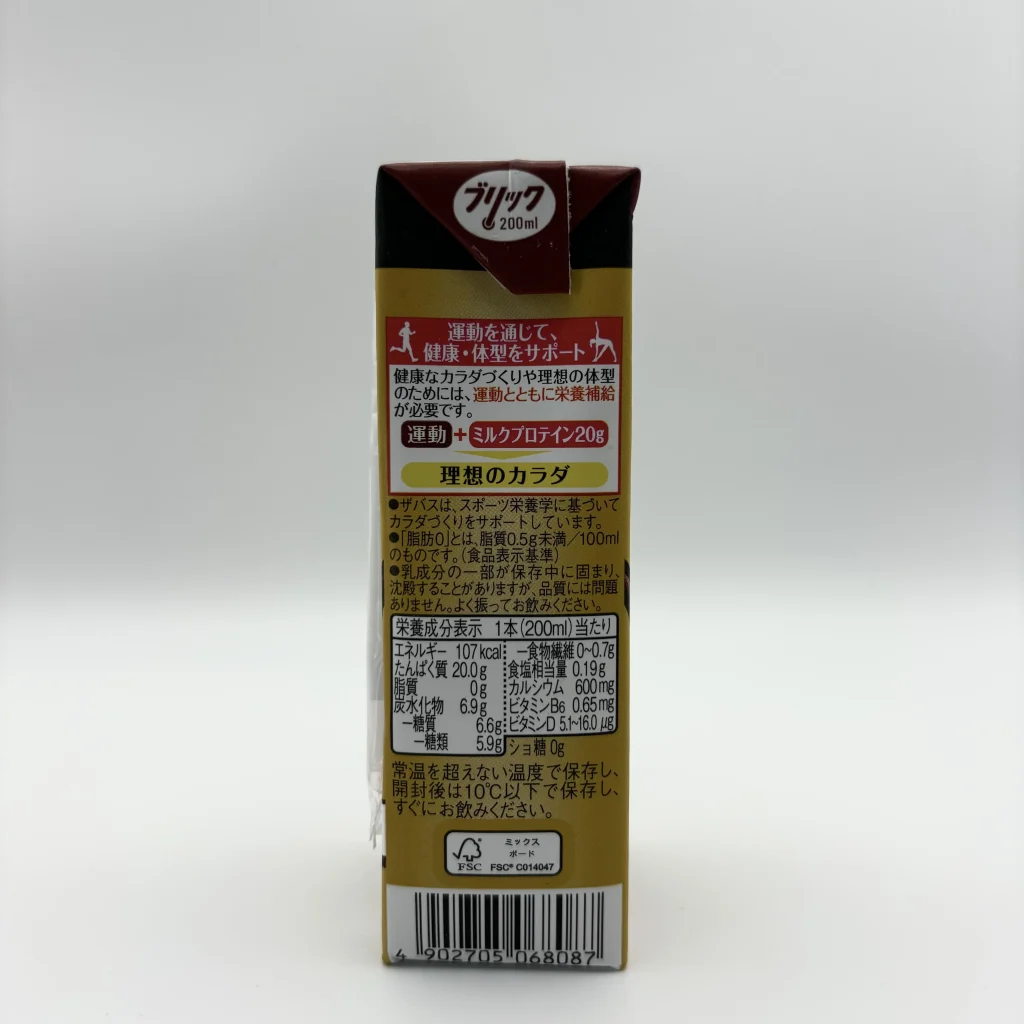 ブリック
200ml
運動を通じて、
健康・体型をサポート
健康なカラダづくりや理想の体型
のためには、運動とともに栄養補給
が必要です。
運動+ミルクプロテイン20g
理想のカラダ
●ザバスは、スポーツ栄養学に基づいて
カラダづくりをサポートしています。
●「脂肪0」とは、脂質0.5g未満/100ml
のものです。(食品表示基準)
●乳成分の一部が保存中に固まり、
沈殿することがありますが、品質には問題
ありません。よく振ってお飲みください。
栄養成分表示 1本(200ml)当たり
エネルギー 107kcal
たんぱく質 20.0g
脂質 0g
炭水化物 6.9g
ー糖質 6.6g
ー糖類 5.9g
ー食物繊維 0~0.7g
食塩相当量 0.19g
カルシウム 600mg
ビタミンB6 0.65mg
ビタミンD 5.1~16.0μg
ショ糖 0g
常温を超えない温度で保存し、
開封後は10℃以下で保存し、
すぐにお飲みください。
FSC
ミックス
ボード
FSC® C014047
4 902705 068087